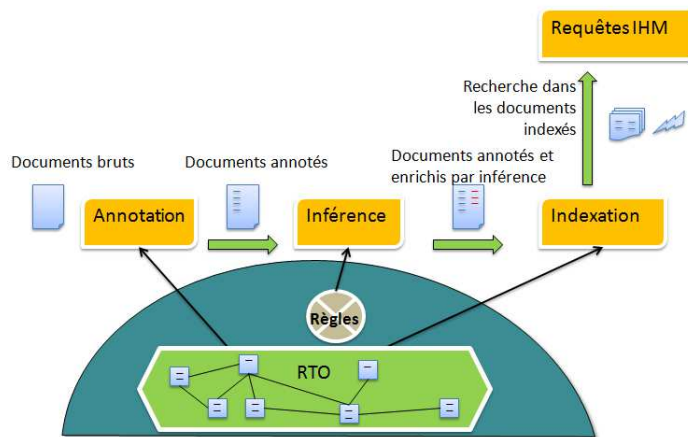 Requêtes IHM
Recherche dans
les documents
indexés
Documents bruts
Documents annotés
Documents annotés et
enrichis par inférence
Annotation
Inférence
Indexation
Règles
RTO